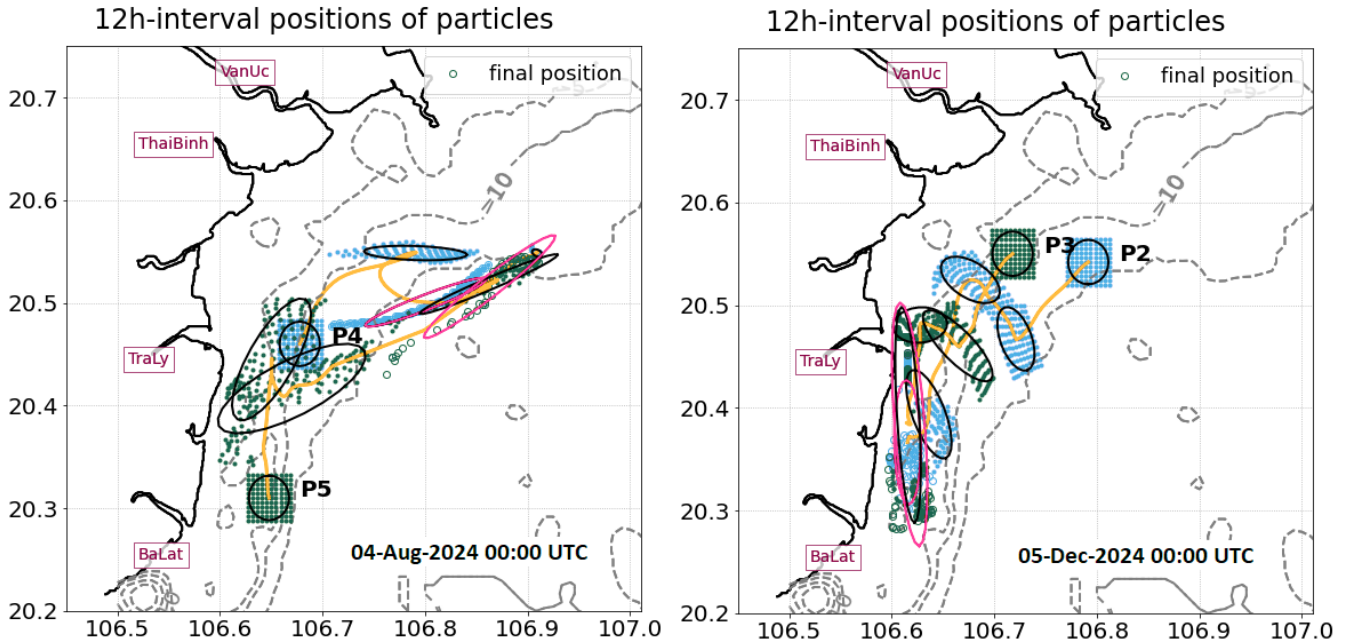 12h-interval positions of particles
final position
VanUc
ThaiBinh
TraLy
BaLat
−10
P4
P5
04-Aug-2024 00:00 UTC
20.7
20.6
20.5
20.4
20.3
20.2
106.5 106.6 106.7 106.8 106.9 107.0
12h-interval positions of particles
final position
VanUc
ThaiBinh
TraLy
BaLat
−10
P3
P2
05-Dec-2024 00:00 UTC
20.7
20.6
20.5
20.4
20.3
20.2
106.5 106.6 106.7 106.8 106.9 107.0